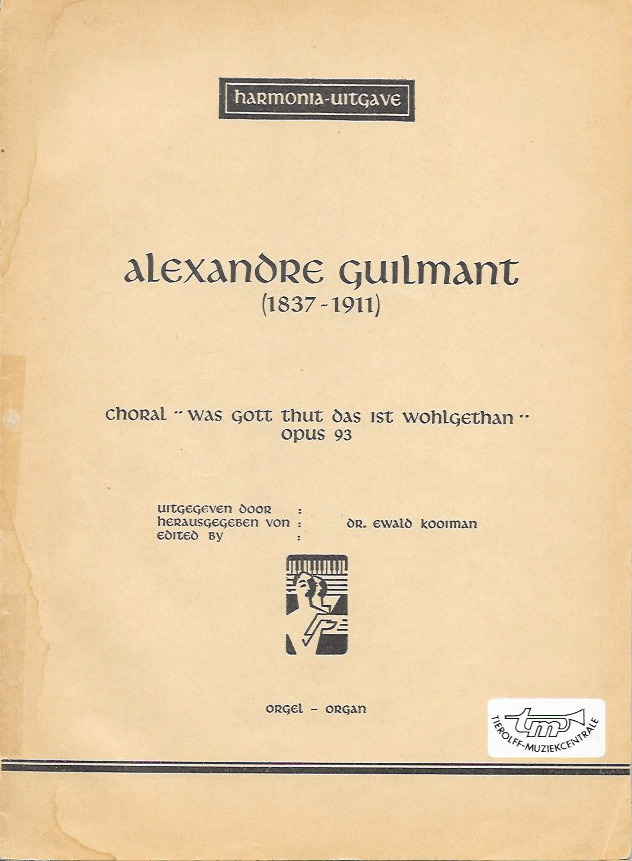 HARMONIA-UITGAVE
ALEXANDRE GUILMANT
(1837-1911)
CHORAL "WAS GOTT THUT DAS IST WOHLGETHAN"
OPUS 93
UITGEGEVEN DOOR :
HERAUSGEGEBEN VON : DR. EWALD KOOIMAN
EDITED BY :
ORGEL - ORGAN
tm
TIEROLFF-MUZIEKCENTRALE